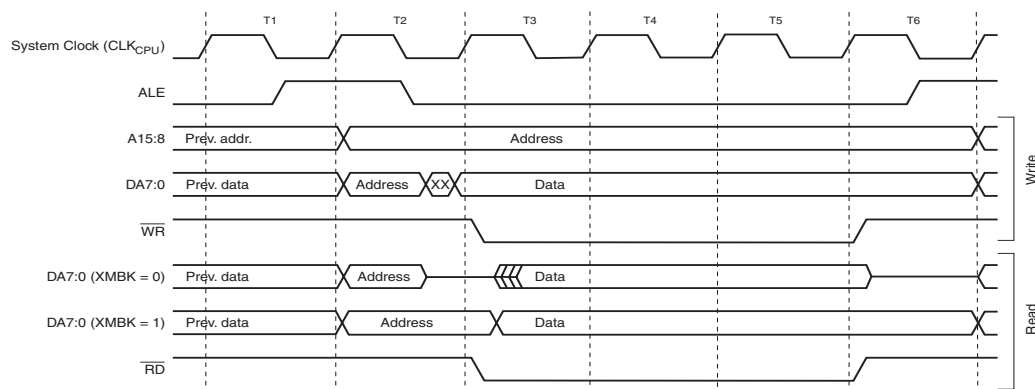 T1 T2 T3 T4 T5 T6
System Clock (CLKCPU)
ALE
A15:8 Prev. addr. Address
DA7:0 Prev. data Address XX Data
WR
Write
DA7:0 (XMBK = 0) Prev. data Address Data
DA7:0 (XMBK = 1) Prev. data Address Data
RD
Read